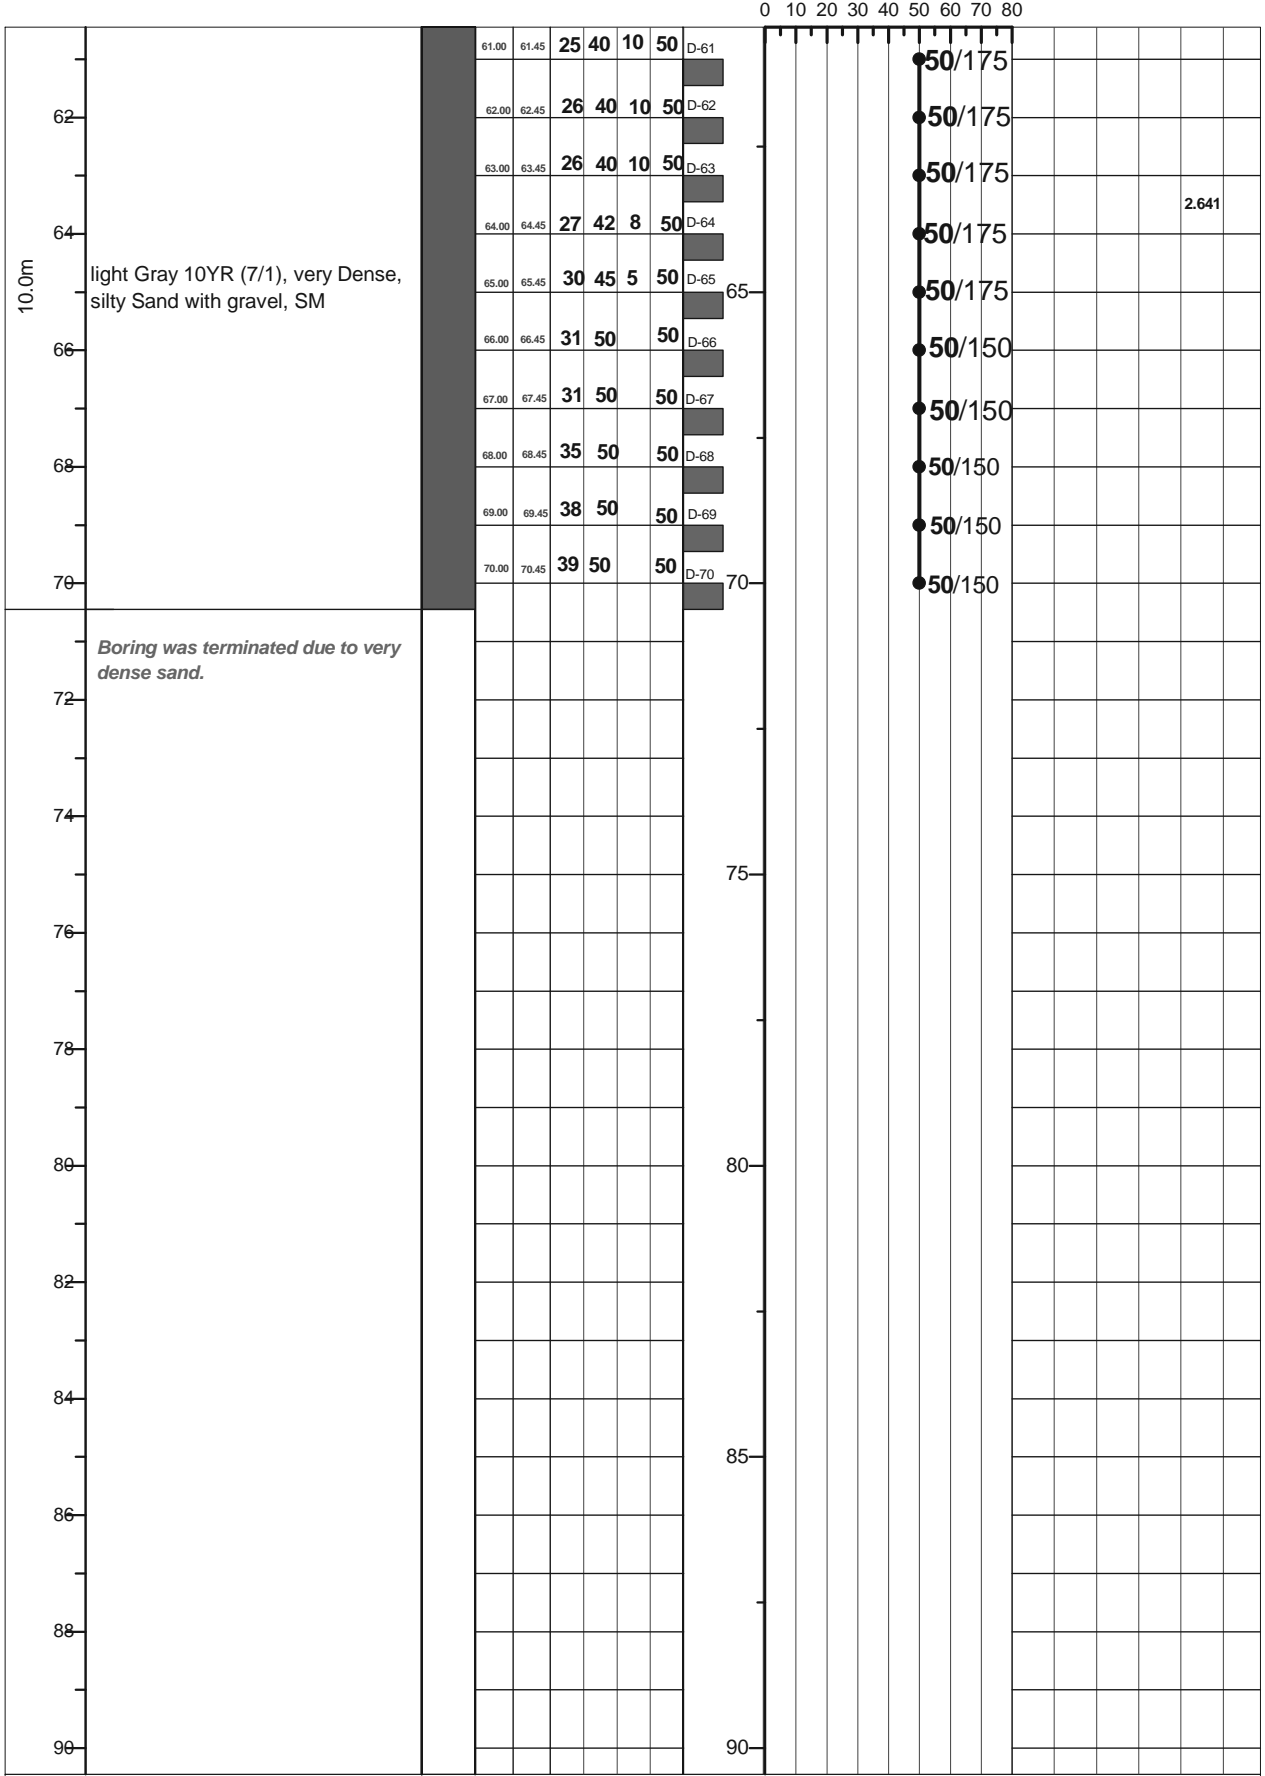 0 10 20 30 40 50 60 70 80
61.00 61.45 25 40 10 50 D-61 50/175
62 62.00 62.45 26 40 10 50 D-62 50/175
63.00 63.45 26 40 10 50 D-63 50/175
2.641
64 64.00 64.45 27 42 8 50 D-64 50/175
10.0m
light Gray 10YR (7/1), very Dense,
silty Sand with gravel, SM
65.00 65.45 30 45 5 50 D-65 65 50/175
66 66.00 66.45 31 50 50 D-66 50/150
67.00 67.45 31 50 50 D-67 50/150
68 68.00 68.45 35 50 50 D-68 50/150
69.00 69.45 38 50 50 D-69 50/150
70 70.00 70.45 39 50 50 D-70 70 50/150
Boring was terminated due to very
dense sand.
72
74
75
76
78
80 80
82
84
85
86
88
90 90